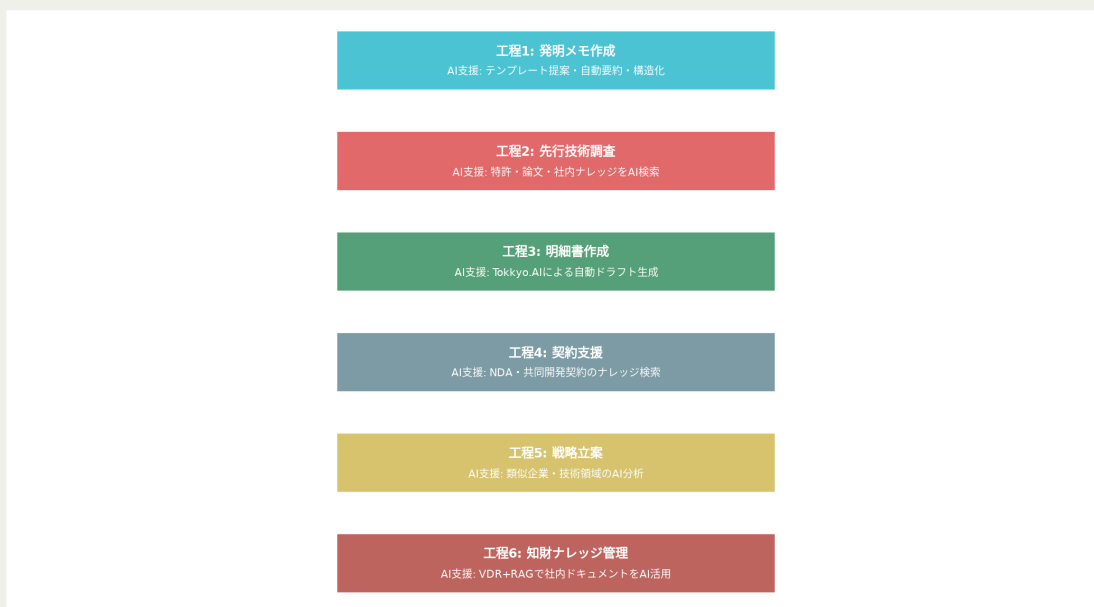 工程1: 発明メモ作成
AI支援: テンプレート提案・自動要約・構造化
工程2: 先行技術調査
AI支援: 特許・論文・社内ナレッジをAI検索
工程3: 明細書作成
AI支援: Tokkyo.AIによる自動ドラフト生成
工程4: 契約支援
AI支援: NDA・共同開発契約のナレッジ検索
工程5: 戦略立案
AI支援: 類似企業・技術領域のAI分析
工程6: 知財ナレッジ管理
AI支援: VDR+RAGで社内ドキュメントをAI活用